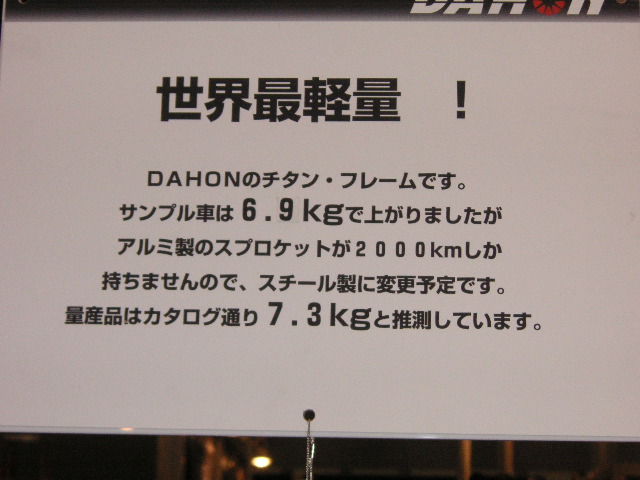 DAHON
世界最軽量　！
DAHONのチタン・フレームです。
サンプル車は 6.9kgで上がりましたが
アルミ製のスプロケットが2000kmしか
持ちませんので、スチール製に変更予定です。
量産品はカタログ通り 7.3kgと推測しています。